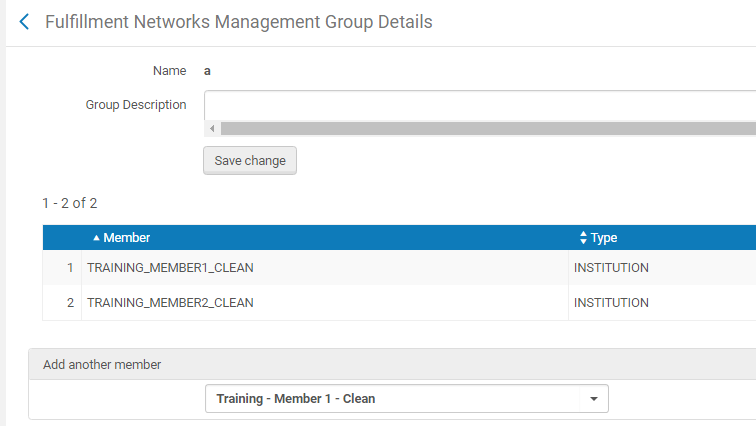 Fulfillment Networks Management Group Details
Name a
Group Description
Save change
1 - 2 of 2
Member Type
1 TRAINING_MEMBER1_CLEAN INSTITUTION
2 TRAINING_MEMBER2_CLEAN INSTITUTION
Add another member
Training - Member 1 - Clean